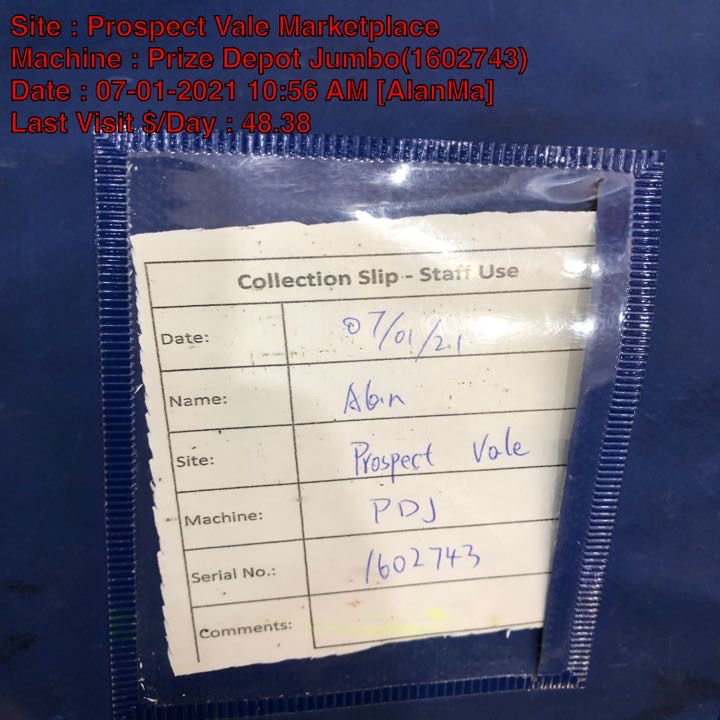 Site : Prospect Vale Marketplace
Machine : Prize Depot Jumbo(1602743)
Date : 07-01-2021 10:56 AM [AlanMa]
Last Visit $/Day : 48.38
Collection Slip - Staff Use
Date: 07/01/21
Name: Alan
Site: Prospect Vale
Machine: PDJ
Serial No.: 1602743
Comments: